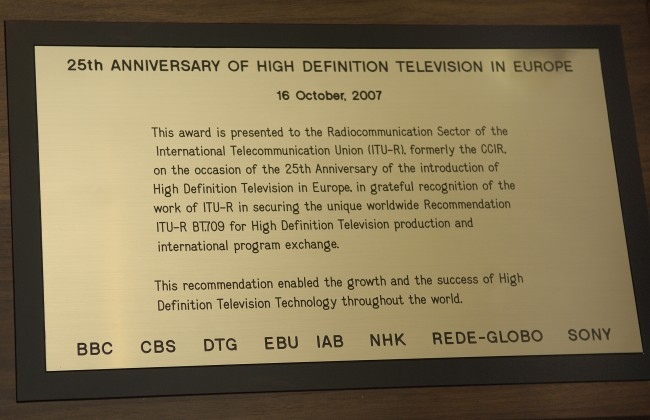 25th ANNIVERSARY OF HIGH DEFINITION TELEVISION IN EUROPE
16 October, 2007
This award is presented to the Radiocommunication Sector of the
International Telecommunication Union (ITU-R), formerly the CCIR,
on the occasion of the 25th Anniversary of the introduction of
High Definition Television in Europe, in grateful recognition of the
work of ITU-R in securing the unique worldwide Recommendation
ITU-R BT.709 for High Definition Television production and
international program exchange.
This recommendation enabled the growth and the success of High
Definition Television Technology throughout the world.
BBC CBS DTG EBU IAB NHK REDE-GLOBO SONY